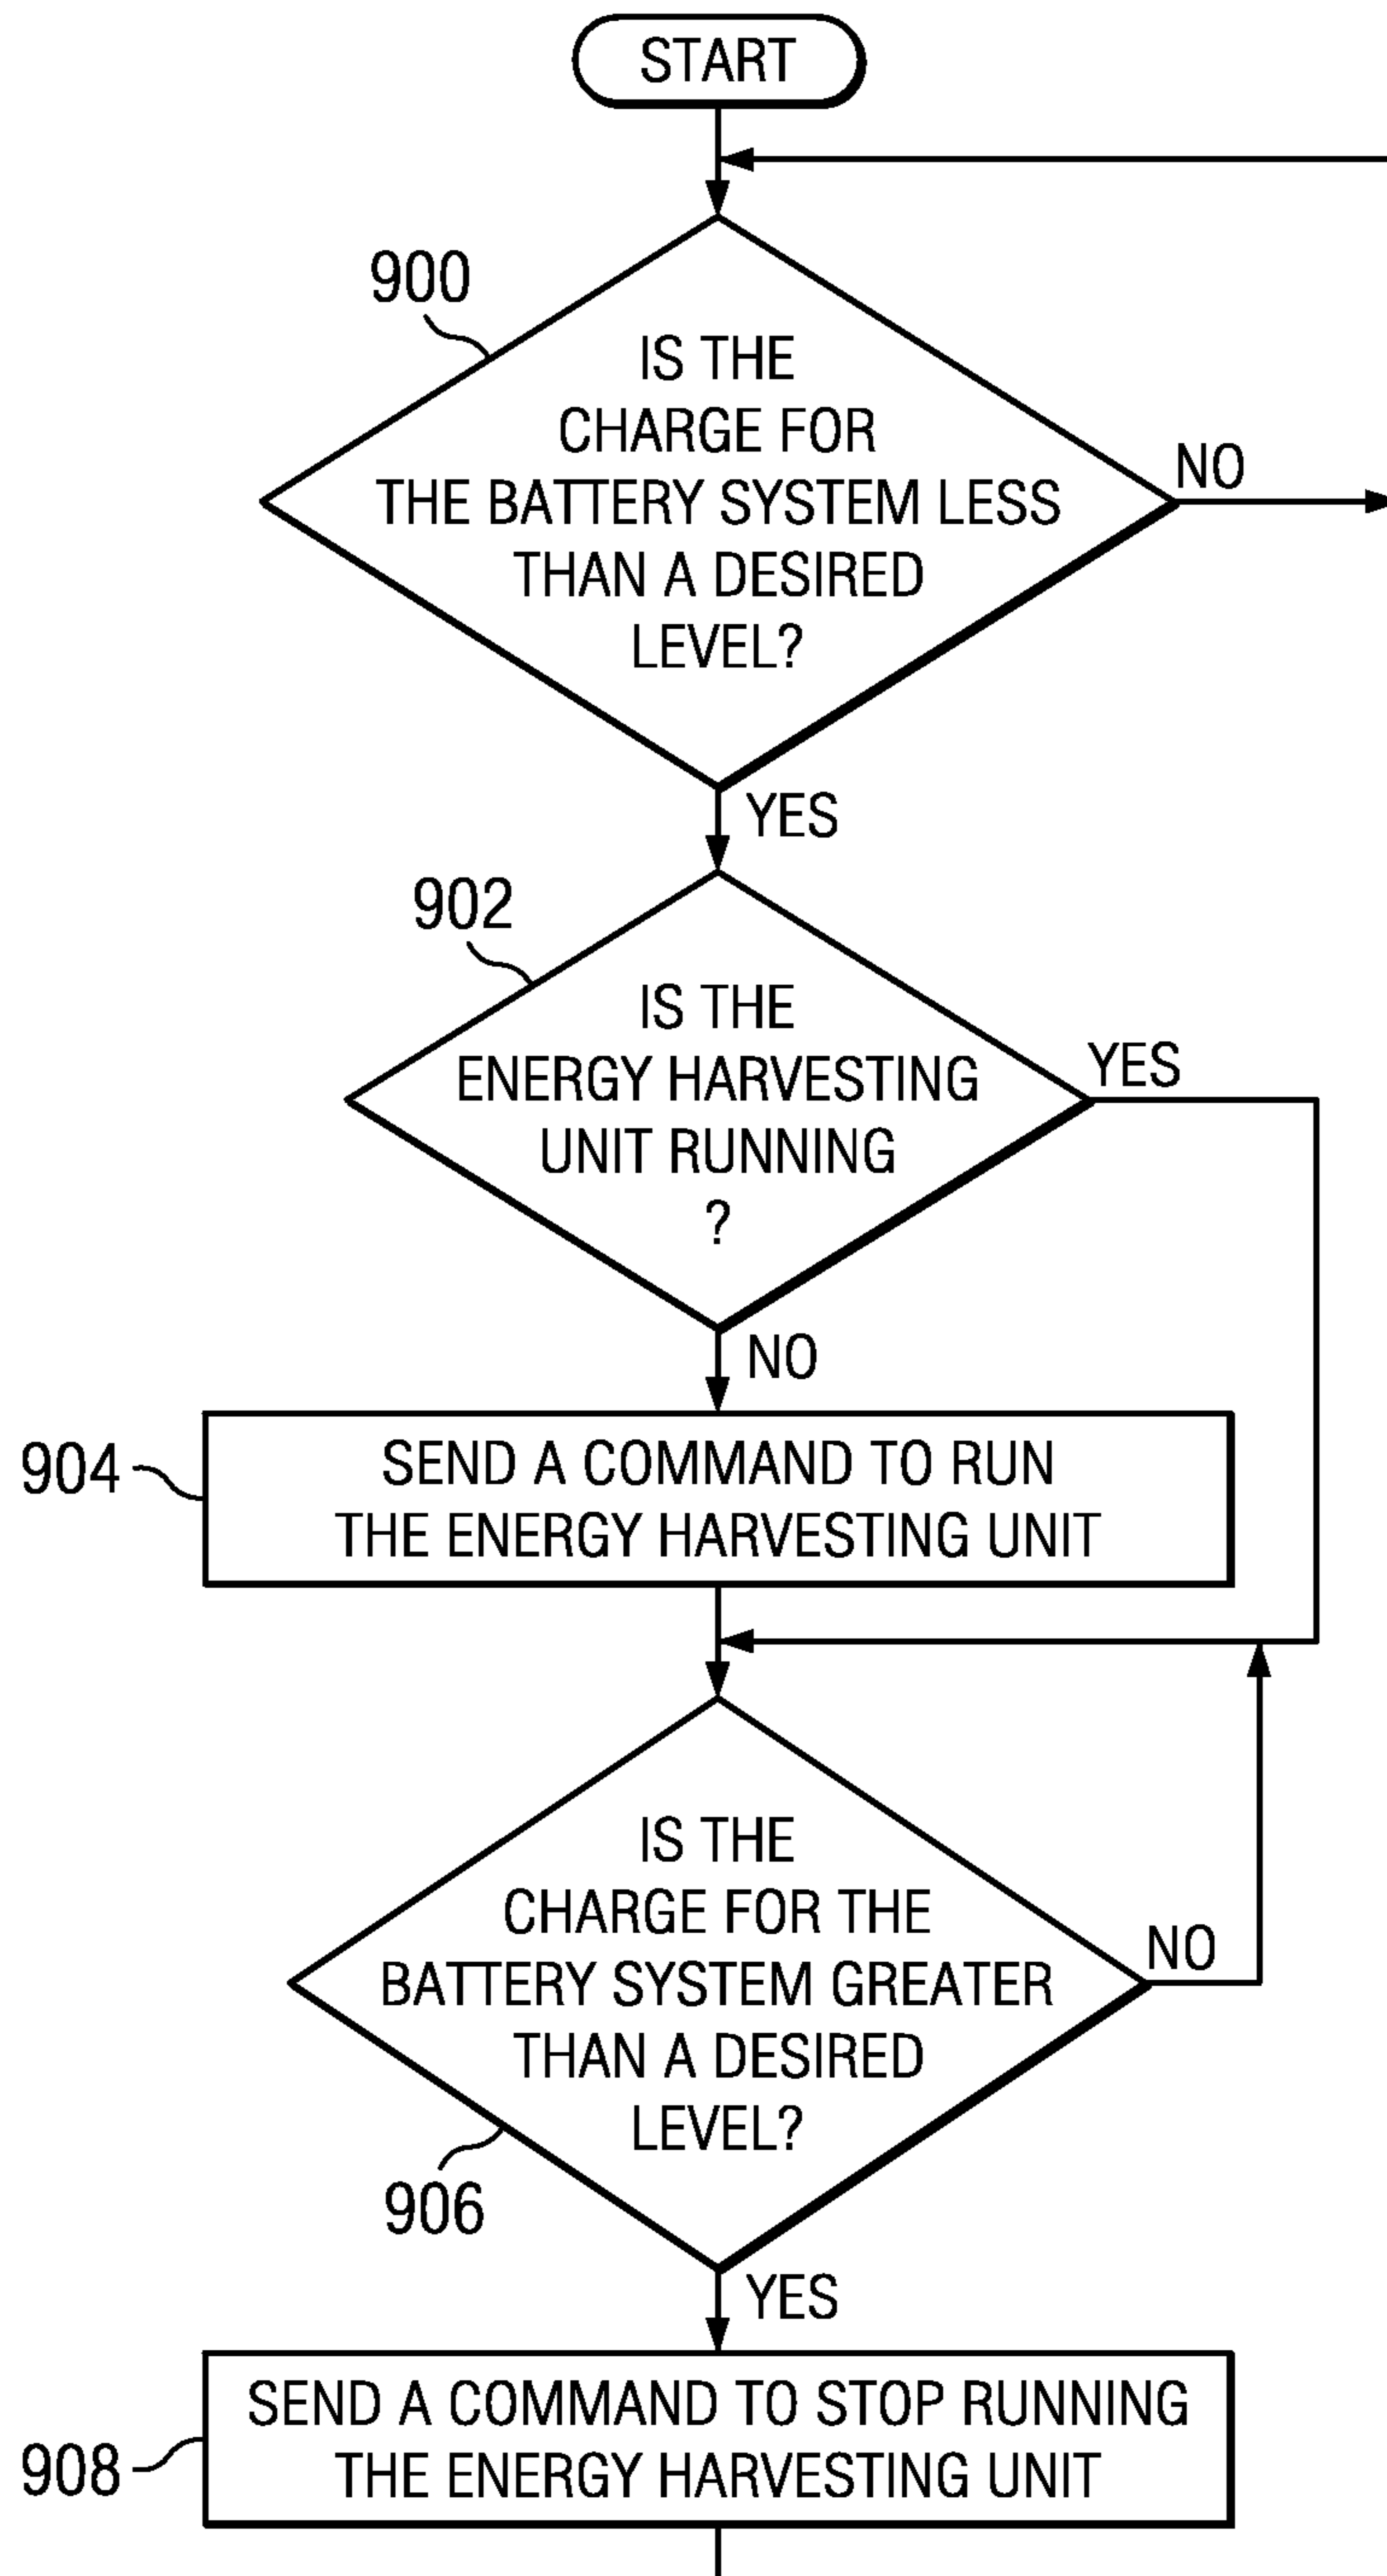 START
900
IS THE
CHARGE FOR
THE BATTERY SYSTEM LESS
THAN A DESIRED
LEVEL?
NO
YES
902
IS THE
ENERGY HARVESTING
UNIT RUNNING
?
YES
NO
904
SEND A COMMAND TO RUN
THE ENERGY HARVESTING UNIT
IS THE
CHARGE FOR THE
BATTERY SYSTEM GREATER
THAN A DESIRED
LEVEL?
NO
906
YES
908
SEND A COMMAND TO STOP RUNNING
THE ENERGY HARVESTING UNIT